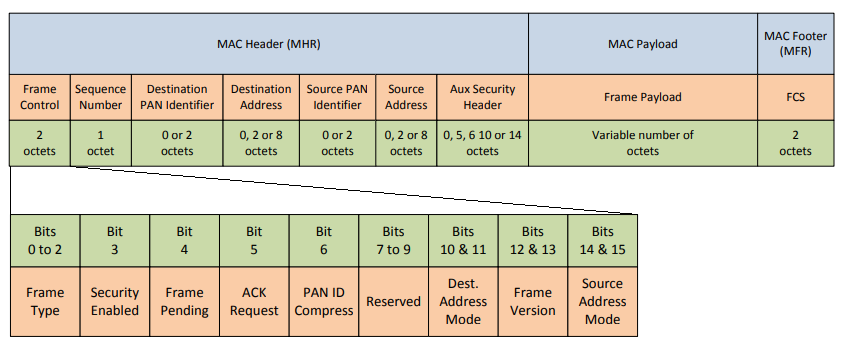 MAC Header (MHR)
MAC Payload
MAC Footer
(MFR)
Frame
Control
Sequence
Number
Destination
PAN Identifier
Destination
Address
Source PAN
Identifier
Source
Address
Aux Security
Header
Frame Payload
FCS
2
octets
1
octet
0 or 2
octets
0, 2 or 8
octets
0 or 2
octets
0, 2 or 8
octets
0, 5, 6 10 or 14
octets
Variable number of
octets
2
octets
Bits
0 to 2
Bit
3
Bit
4
Bit
5
Bit
6
Bits
7 to 9
Bits
10 & 11
Bits
12 & 13
Bits
14 & 15
Frame
Type
Security
Enabled
Frame
Pending
ACK
Request
PAN ID
Compress
Reserved
Dest.
Address
Mode
Frame
Version
Source
Address
Mode